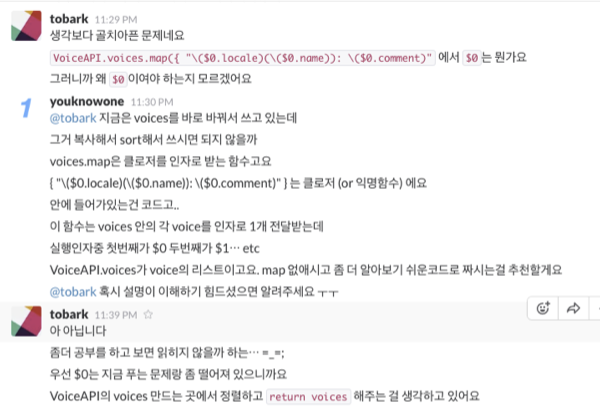 tobark 11:29 PM
생각보다 골치아픈 문제네요
VoiceAPI.voices.map({ "\($0.locale)(\($0.name)): \($0.comment)" 에서 $0 는 뭔가요
그러니까 왜 $0 이여야 하는지 모르겠어요
1
youknowone 11:30 PM
@tobark 지금은 voices를 바로 바꿔서 쓰고 있는데
그거 복사해서 sort해서 쓰시면 되지 않을까
voices.map은 클로저를 인자로 받는 함수고요
{ "\($0.locale)(\($0.name)): \($0.comment)" } 는 클로저 (or 익명함수) 에요
안에 들어가있는건 코드고..
이 함수는 voices 안의 각 voice를 인자로 1개 전달받는데
실행인자중 첫번째가 $0 두번째가 $1… etc
VoiceAPI.voices가 voice의 리스트이고요. map 없애시고 좀 더 알아보기 쉬운코드로 짜시는걸 추천할게요
@tobark 혹시 설명이 이해하기 힘드셨으면 알려주세요 ㅜㅜ
tobark 11:39 PM
아 아닙니다
좀더 공부를 하고 보면 읽히지 않을까 하는… =_=;
우선 $0는 지금 푸는 문제랑 좀 떨어져 있으니까요
VoiceAPI의 voices 만드는 곳에서 정렬하고 return voices 해주는 걸 생각하고 있어요